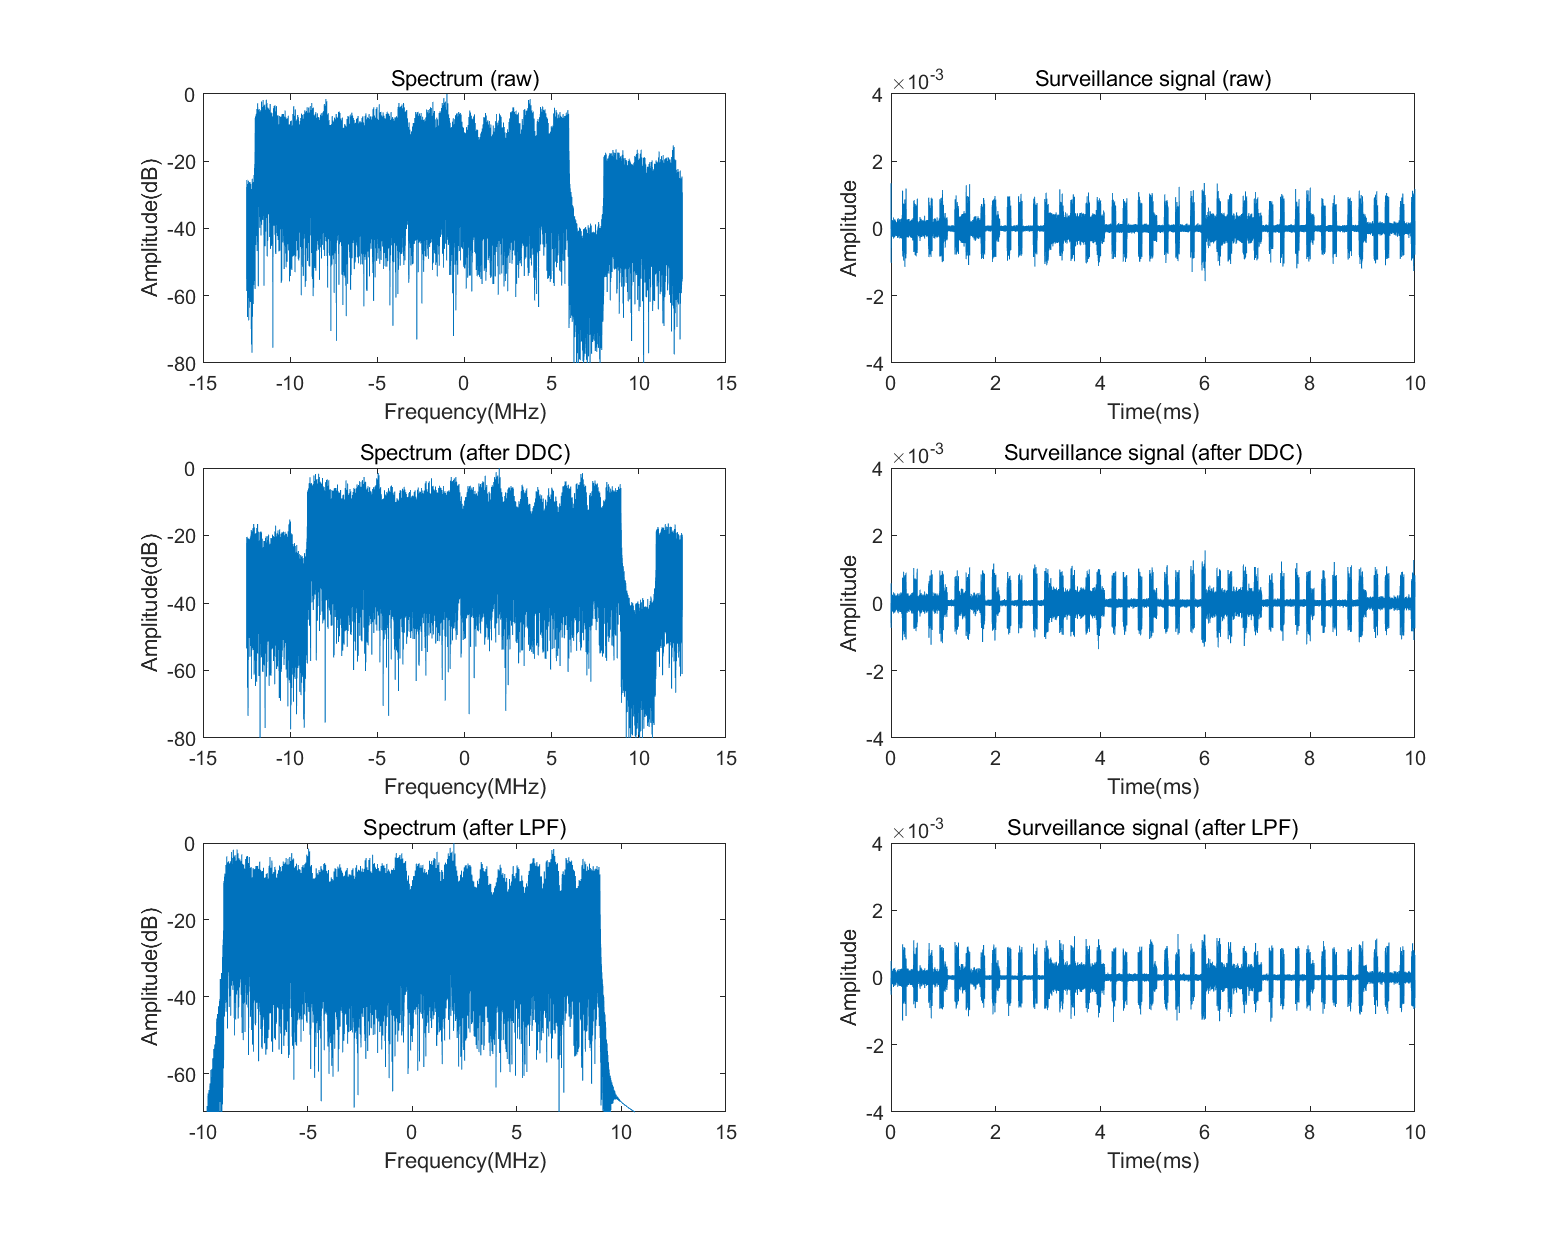 Spectrum (raw)
0
-20
-40
-60
-80
Amplitude(dB)
-15 -10 -5 0 5 10 15
Frequency(MHz)
Surveillance signal (raw)
×10-3
4
2
0
-2
-4
Amplitude
0 2 4 6 8 10
Time(ms)
Spectrum (after DDC)
0
-20
-40
-60
-80
Amplitude(dB)
-15 -10 -5 0 5 10 15
Frequency(MHz)
Surveillance signal (after DDC)
×10-3
4
2
0
-2
-4
Amplitude
0 2 4 6 8 10
Time(ms)
Spectrum (after LPF)
0
-20
-40
-60
Amplitude(dB)
-10 -5 0 5 10 15
Frequency(MHz)
Surveillance signal (after LPF)
×10-3
4
2
0
-2
-4
Amplitude
0 2 4 6 8 10
Time(ms)